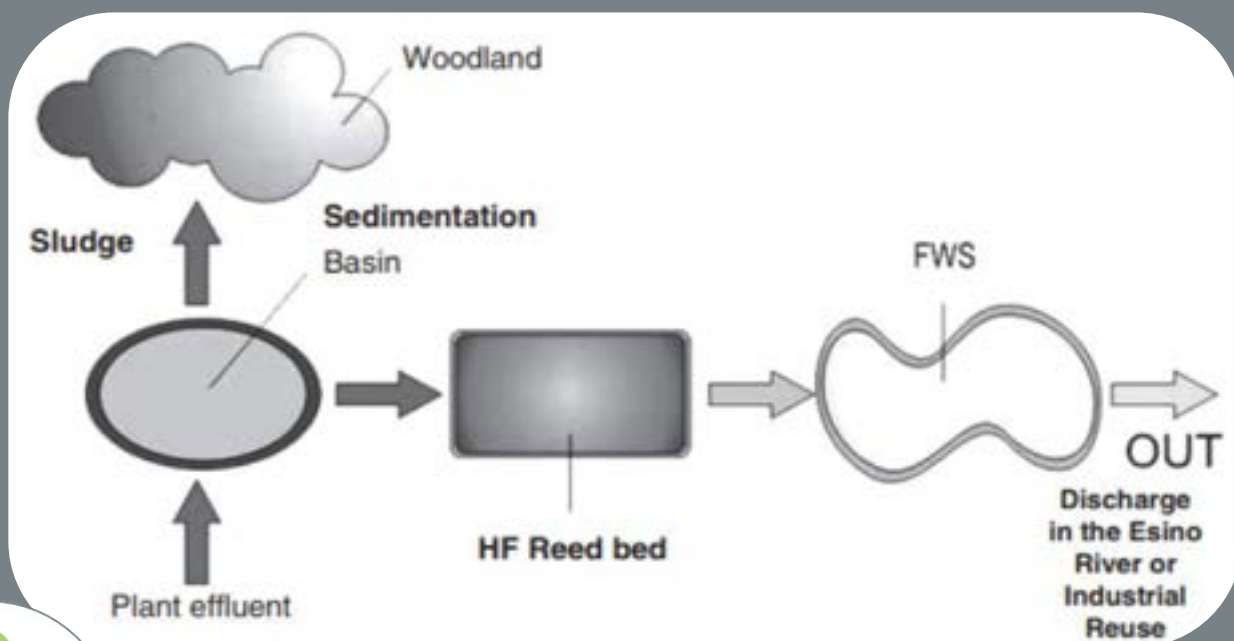 Woodland
Sludge
Sedimentation
Basin
FWS
HF Reed bed
OUT
Discharge
in the Esino
River or
Industrial
Reuse
Plant effluent